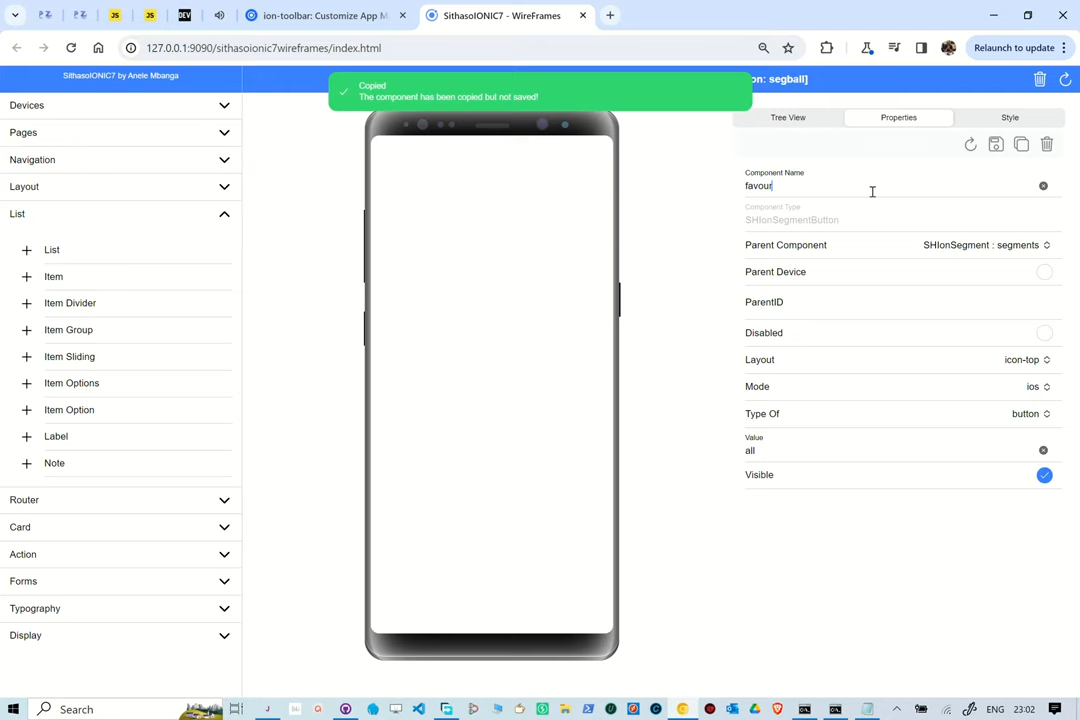 ion-toolbar: Customize App M
SithasoIONIC7 - WireFrames
127.0.0.1:9090/sithasoionic7wireframes/index.html
Relaunch to update
SithasoIONIC7 by Anele Mbanga
Copied
The component has been copied but not saved!
on: segball]
Devices
Pages
Navigation
Layout
List
List
Item
Item Divider
Item Group
Item Sliding
Item Options
Item Option
Label
Note
Router
Card
Action
Forms
Typography
Display
Tree View
Properties
Style
Component Name
favour
Component Type
SHIonSegmentButton
Parent Component
SHIonSegment : segments
Parent Device
ParentID
Disabled
Layout
icon-top
Mode
ios
Type Of
button
Value
all
Visible
Search
ENG
23:02